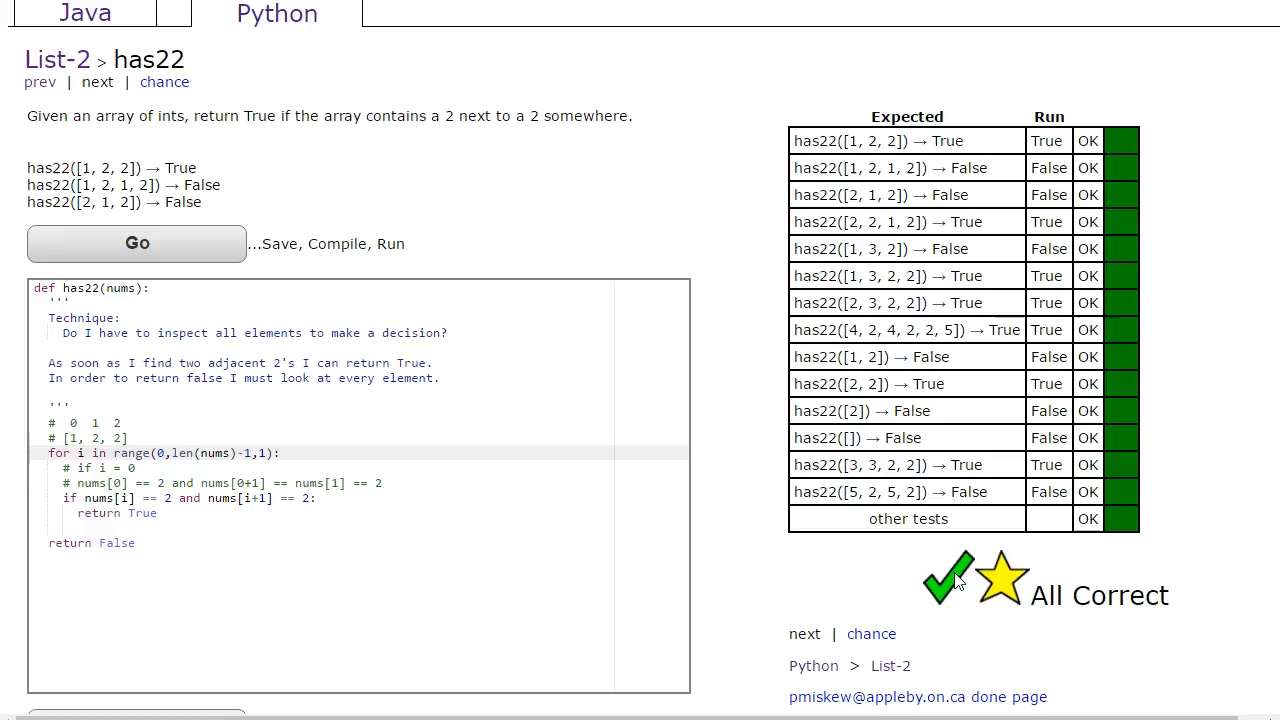 Java
Python
List-2 > has22
prev | next | chance
Given an array of ints, return True if the array contains a 2 next to a 2 somewhere.
has22([1, 2, 2]) → True
has22([1, 2, 1, 2]) → False
has22([2, 1, 2]) → False
Go
...Save, Compile, Run
def has22(nums):
'''
Technique:
Do I have to inspect all elements to make a decision?
As soon as I find two adjacent 2's I can return True.
In order to return false I must look at every element.
'''
# 0 1 2
# [1, 2, 2]
for i in range(0,len(nums)-1,1):
# if i = 0
# nums[0] == 2 and nums[0+1] == nums[1] == 2
if nums[i] == 2 and nums[i+1] == 2:
return True
return False
Expected Run
has22([1, 2, 2]) → True True OK
has22([1, 2, 1, 2]) → False False OK
has22([2, 1, 2]) → False False OK
has22([2, 2, 1, 2]) → True True OK
has22([1, 3, 2]) → False False OK
has22([1, 3, 2, 2]) → True True OK
has22([2, 3, 2, 2]) → True True OK
has22([4, 2, 4, 2, 2, 5]) → True True OK
has22([1, 2]) → False False OK
has22([2, 2]) → True True OK
has22([2]) → False False OK
has22([]) → False False OK
has22([3, 3, 2, 2]) → True True OK
has22([5, 2, 5, 2]) → False False OK
other tests OK
All Correct
next | chance
Python > List-2
pmiskew@appleby.on.ca done page